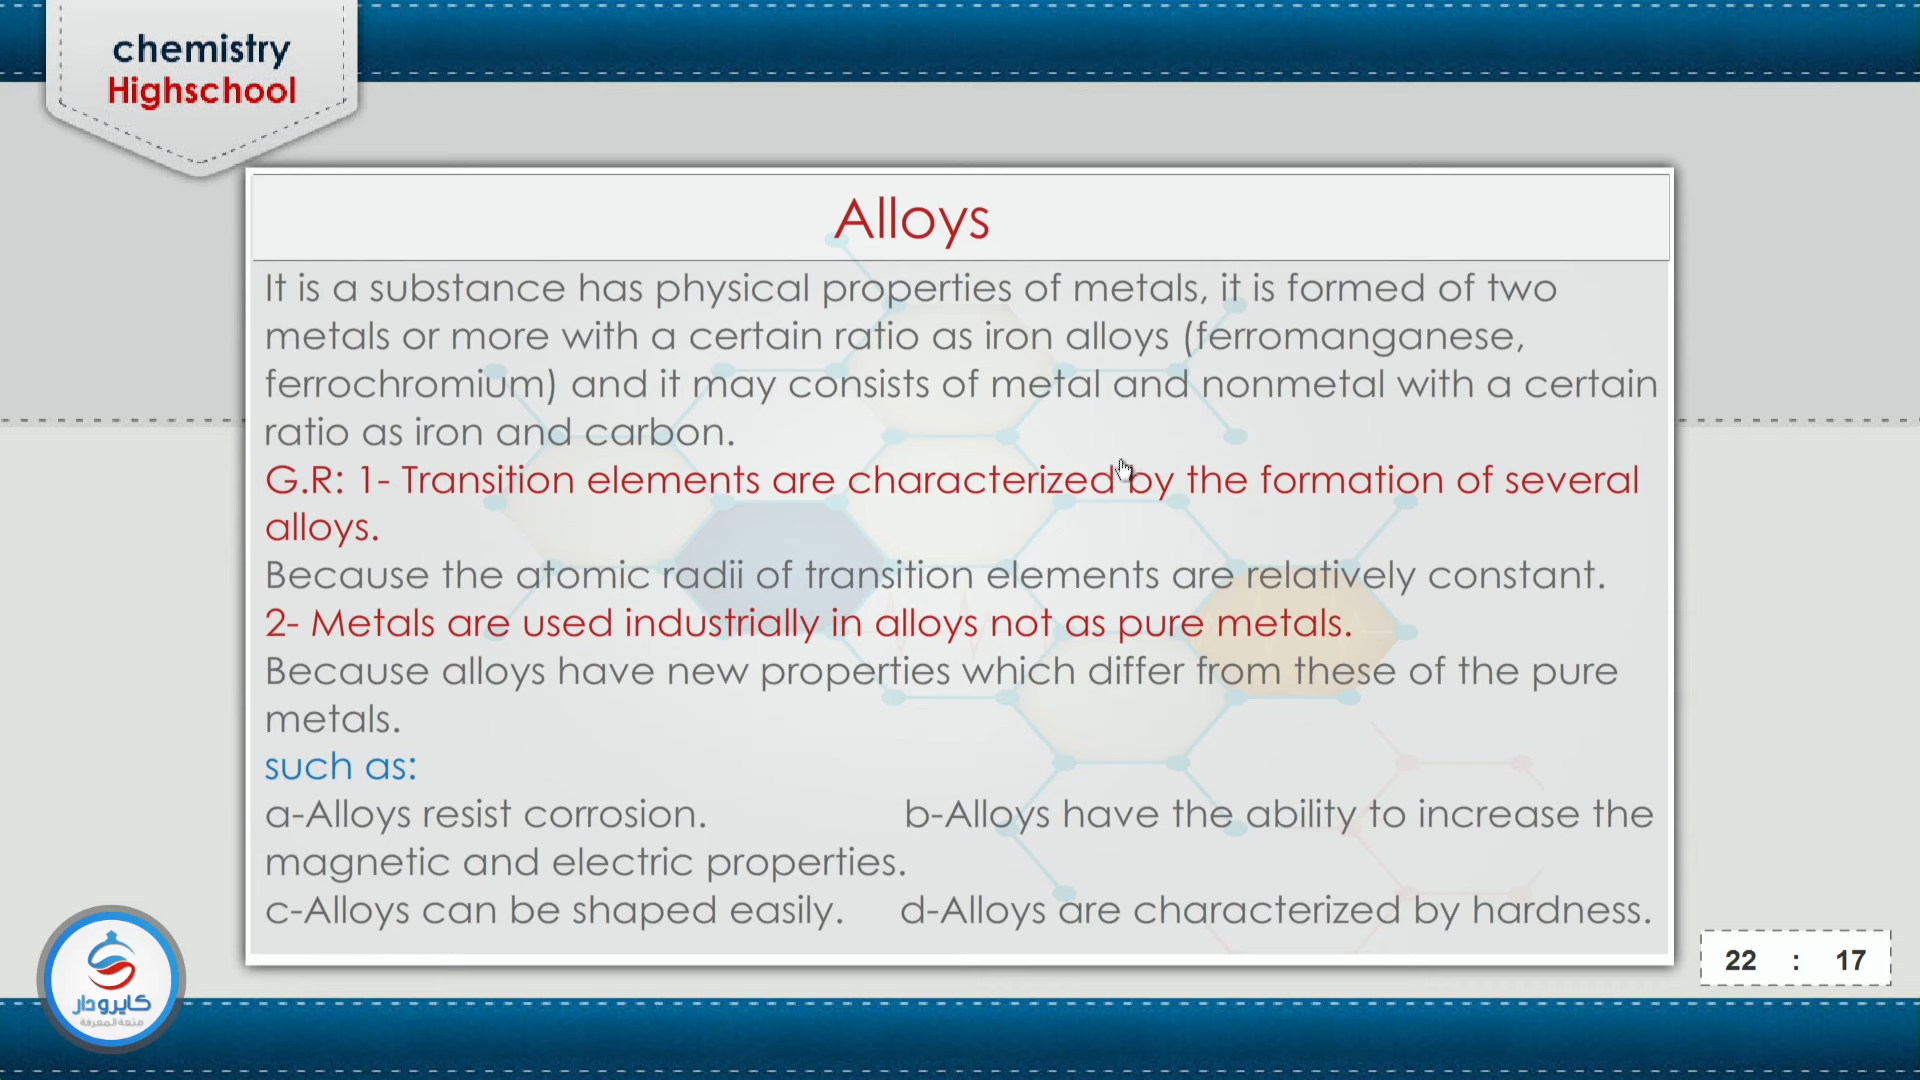 chemistry
Highschool
Alloys
It is a substance has physical properties of metals, it is formed of two
metals or more with a certain ratio as iron alloys (ferromanganese,
ferrochromium) and it may consists of metal and nonmetal with a certain
ratio as iron and carbon.
G.R: 1- Transition elements are characterized by the formation of several
alloys.
Because the atomic radii of transition elements are relatively constant.
2- Metals are used industrially in alloys not as pure metals.
Because alloys have new properties which differ from these of the pure
metals.
such as:
a-Alloys resist corrosion. b-Alloys have the ability to increase the
magnetic and electric properties.
c-Alloys can be shaped easily. d-Alloys are characterized by hardness.
22 : 17
كايرودار
متعة المعرفة